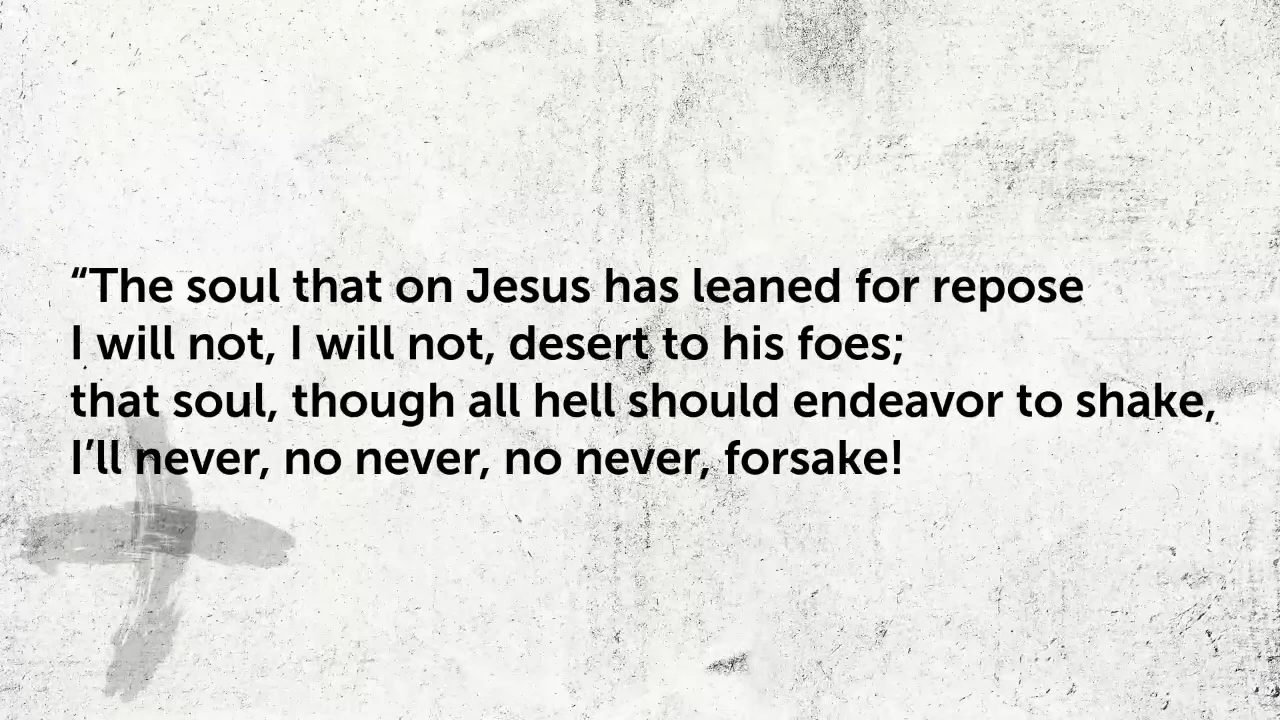 “The soul that on Jesus has leaned for repose
I will not, I will not, desert to his foes;
that soul, though all hell should endeavor to shake,
I’ll never, no never, no never, forsake!